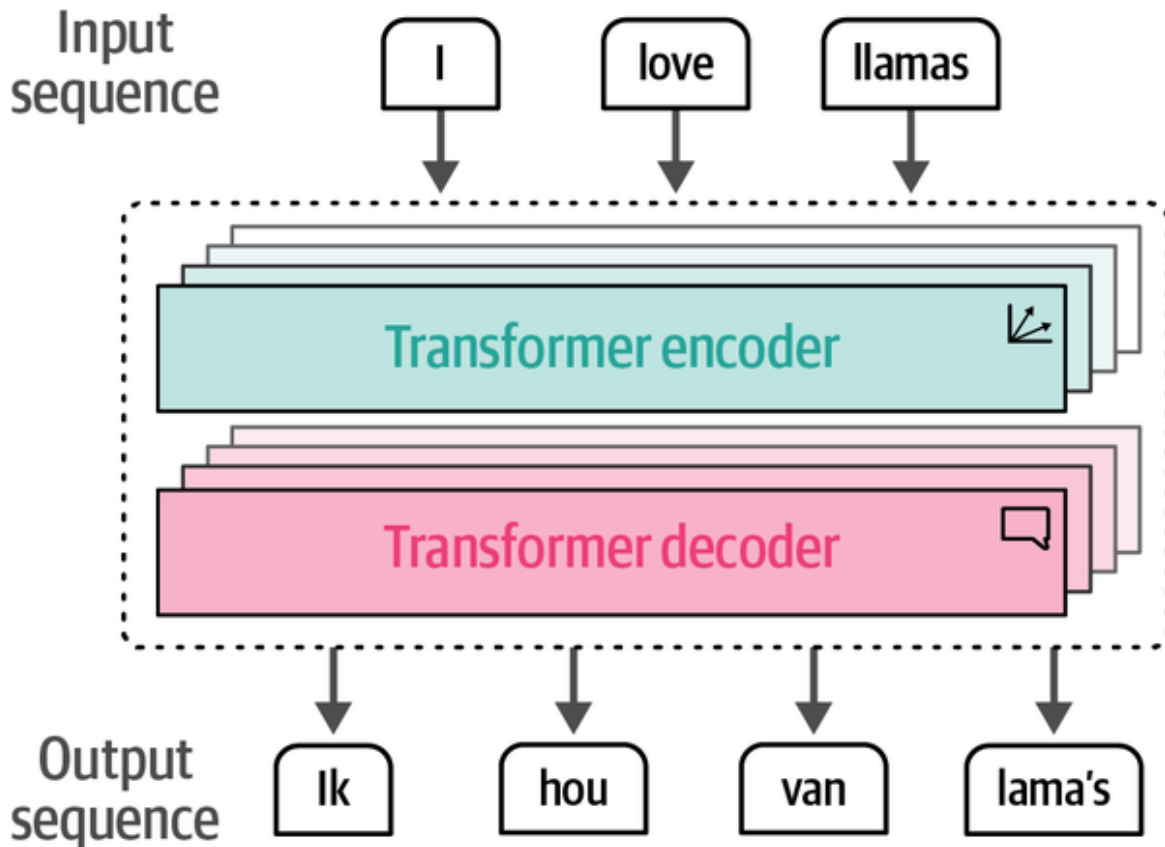 Input
sequence
I love llamas
Transformer encoder
Transformer decoder
Output
sequence
Ik hou van lama's